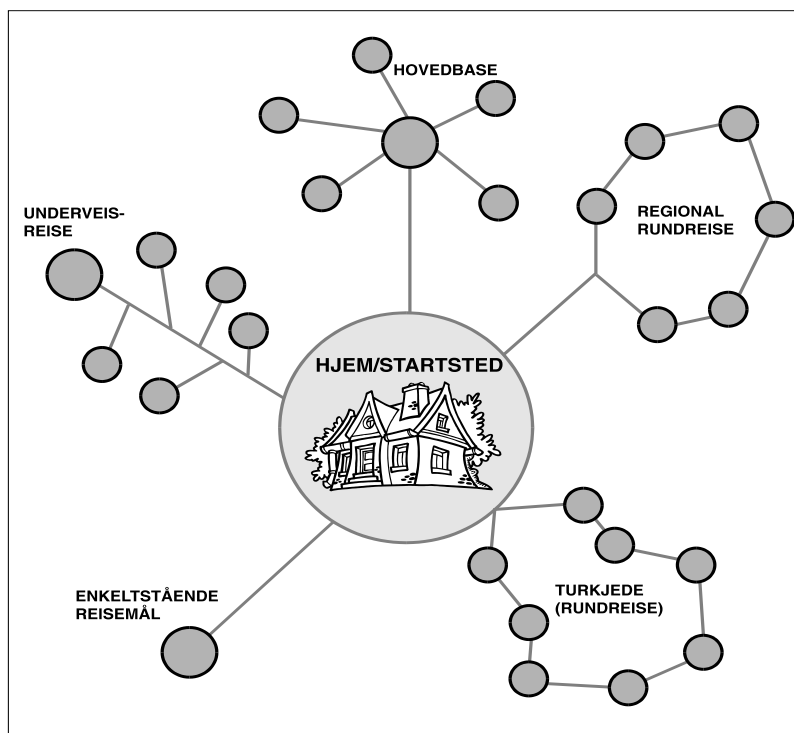 HOVEDBASE
UNDERVEIS-
REISE
REGIONAL
RUNDREISE
HJEM/STARTSTED
ENKELTSTÅENDE
REISEMÅL
TURKJEDE
(RUNDREISE)